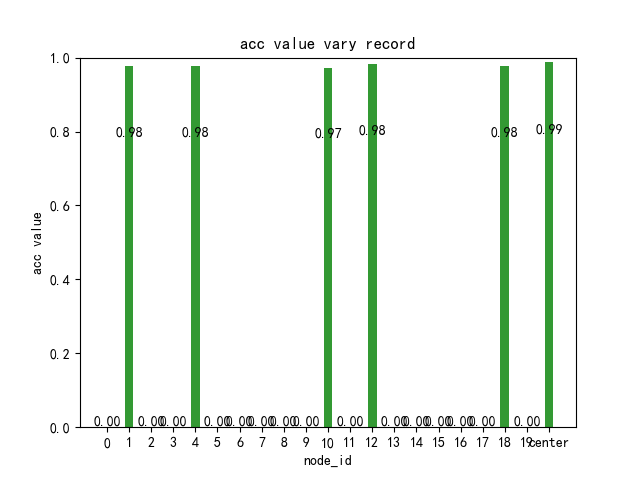 acc value vary record
acc value
1.0
0.8
0.6
0.4
0.2
0.0
0.98 0.98 0.97 0.98 0.98 0.99
0.00 0.00 0.00 0.00 0.00 0.00 0.00 0.00 0.00 0.00 0.00 0.00 0.00 0.00 0.00
0 1 2 3 4 5 6 7 8 9 10 11 12 13 14 15 16 17 18 19 center
node_id